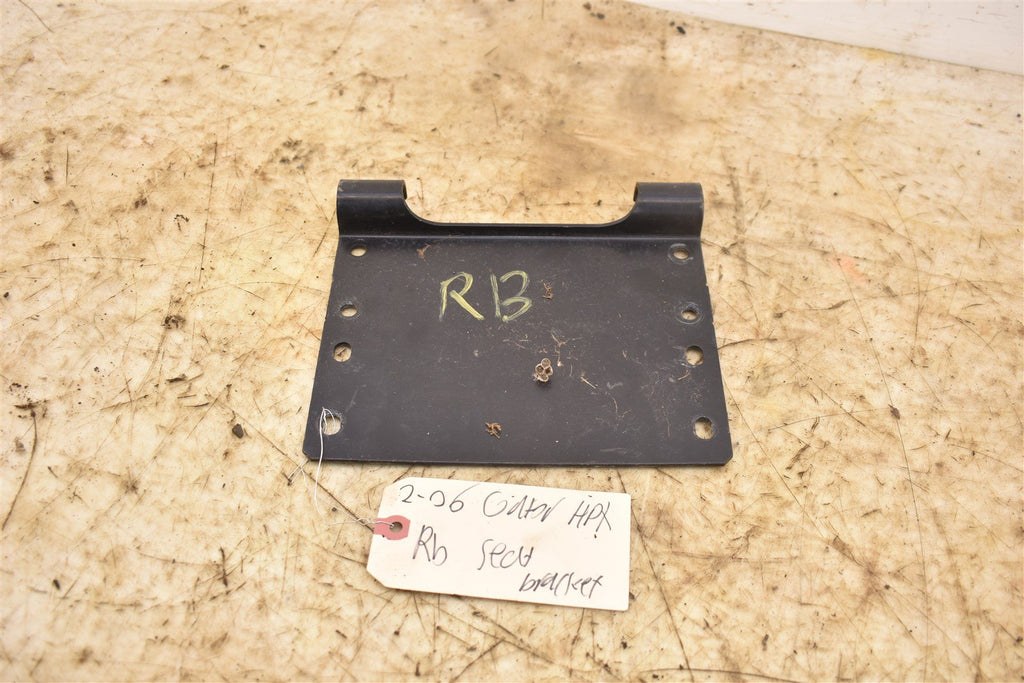 RB
2-06 Gator HPX
Rb seat
bracket